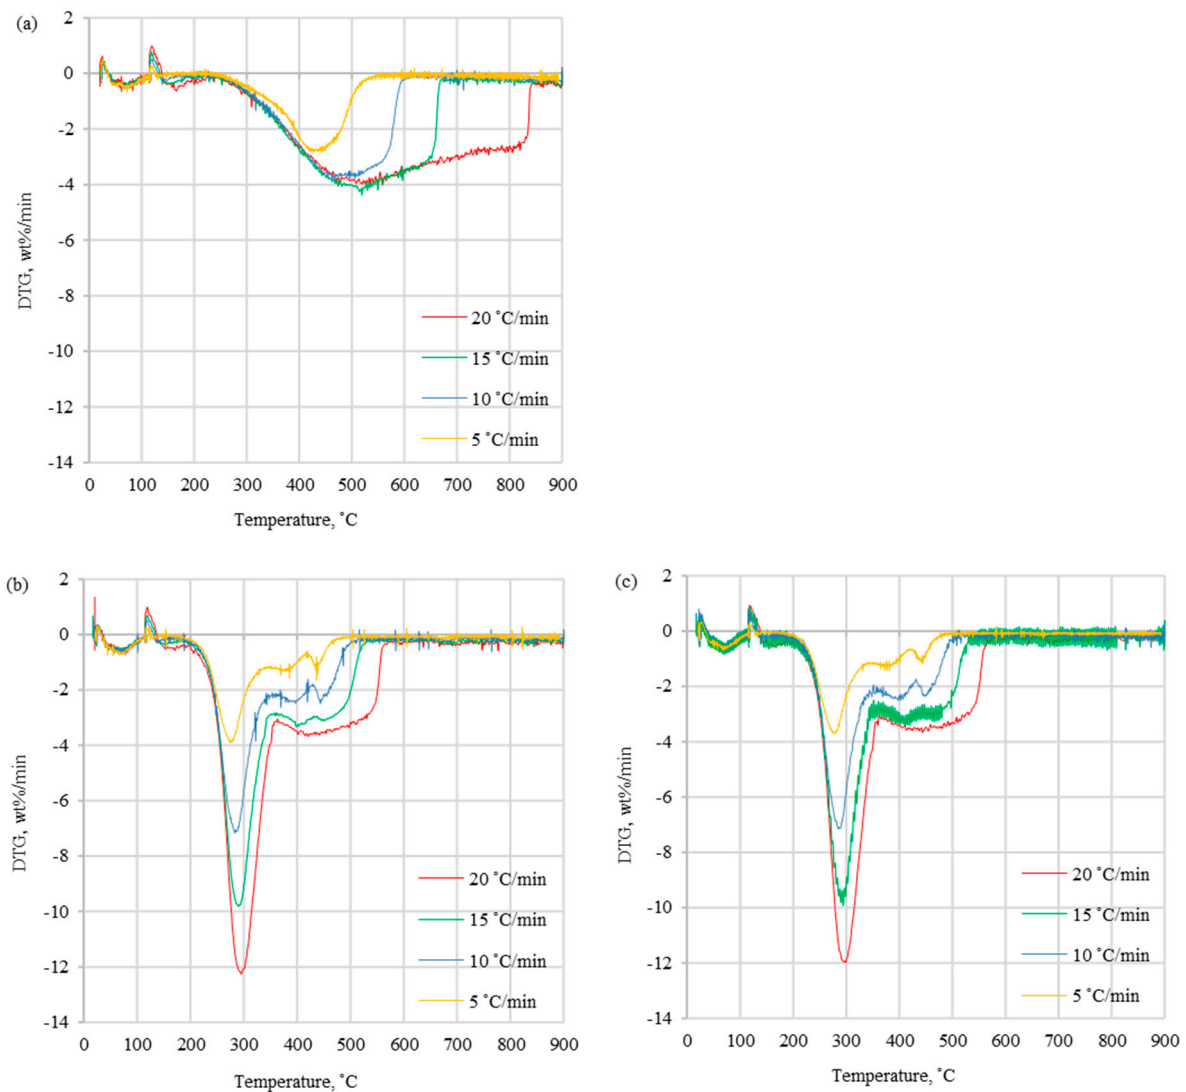 (a)
2
0
-2
-4
-6
-8
-10
-12
-14
DTG, wt%/min
20 ˚C/min
15 ˚C/min
10 ˚C/min
5 ˚C/min
0 100 200 300 400 500 600 700 800 900
Temperature, ˚C
(b)
2
0
-2
-4
-6
-8
-10
-12
-14
DTG, wt%/min
20 ˚C/min
15 ˚C/min
10 ˚C/min
5 ˚C/min
0 100 200 300 400 500 600 700 800 900
Temperature, ˚C
(c)
2
0
-2
-4
-6
-8
-10
-12
-14
DTG, wt%/min
20 ˚C/min
15 ˚C/min
10 ˚C/min
5 ˚C/min
0 100 200 300 400 500 600 700 800 900
Temperature, ˚C